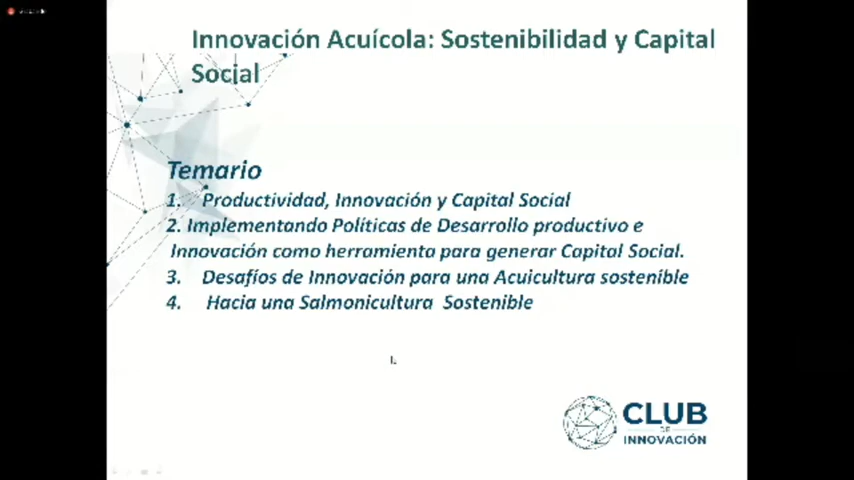 Innovación Acuícola: Sostenibilidad y Capital
Social
Temario
1. Productividad, Innovación y Capital Social
2. Implementando Políticas de Desarrollo productivo e
Innovación como herramienta para generar Capital Social.
3. Desafíos de Innovación para una Acuicultura sostenible
4. Hacia una Salmonicultura Sostenible
CLUB
DE
INNOVACIÓN